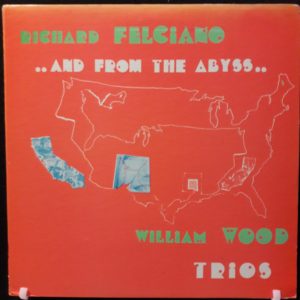 RICHARD FELCIANO
..AND FROM THE ABYSS..
WILLIAM WOOD
TRIOS